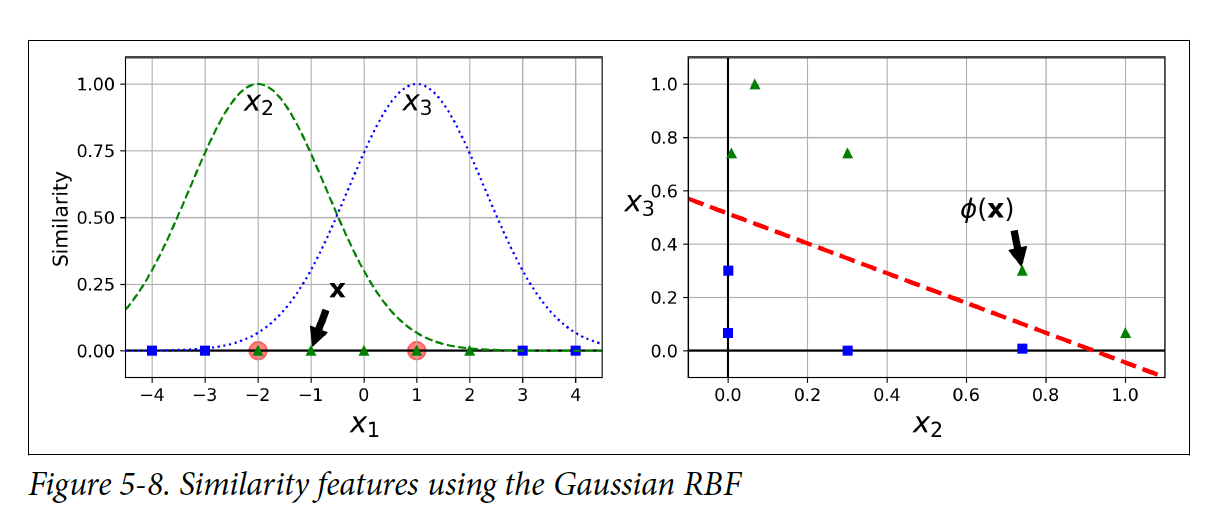 1.00
0.75
0.50
0.25
0.00
Similarity
x2
x3
x
−4 −3 −2 −1 0 1 2 3 4
x1
1.0
0.8
0.6
0.4
0.2
0.0
x3
ϕ(x)
0.0 0.2 0.4 0.6 0.8 1.0
x2
Figure 5-8. Similarity features using the Gaussian RBF